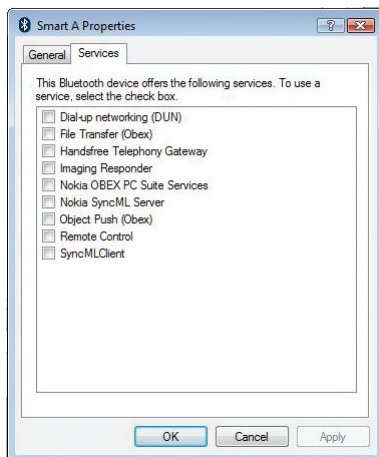 Smart A Properties
General
Services
This Bluetooth device offers the following services. To use a
service, select the check box.
Dial-up networking (DUN)
File Transfer (Obex)
Handsfree Telephony Gateway
Imaging Responder
Nokia OBEX PC Suite Services
Nokia SyncML Server
Object Push (Obex)
Remote Control
SyncMLClient
OK
Cancel
Apply